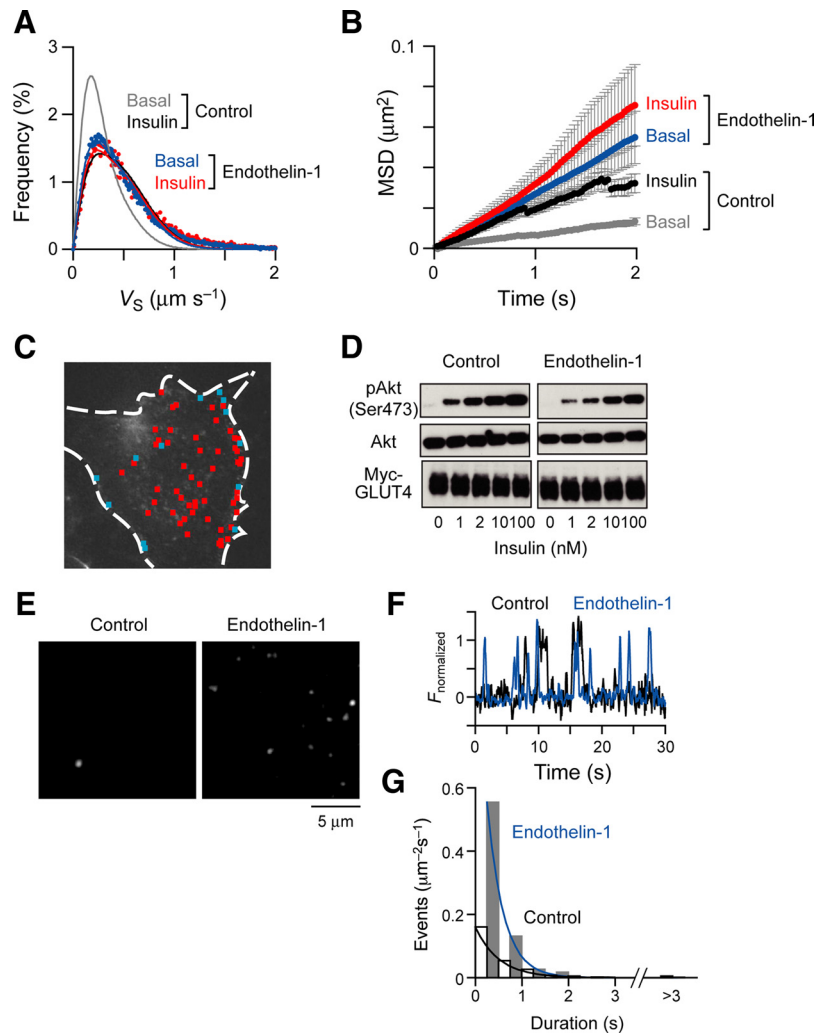 A
3
2
1
0
Frequency (%)
Basal
Insulin
Control
Basal
Insulin
Endothelin-1
0
1
2
VS (μm s–1)
B
0.1
0
MSD (μm2)
Insulin
Basal
Endothelin-1
Insulin
Basal
Control
0
1
2
Time (s)
C
D
Control
Endothelin-1
pAkt
(Ser473)
Akt
Myc-
GLUT4
0 1 2 10 100
0 1 2 10 100
Insulin (nM)
E
Control
Endothelin-1
5 μm
F
Control
Endothelin-1
1
0
Fnormalized
0 10 20 30
Time (s)
G
0.6
0.4
0.2
0
Events (μm–2s–1)
Endothelin-1
Control
0 1 2 3 >3
Duration (s)